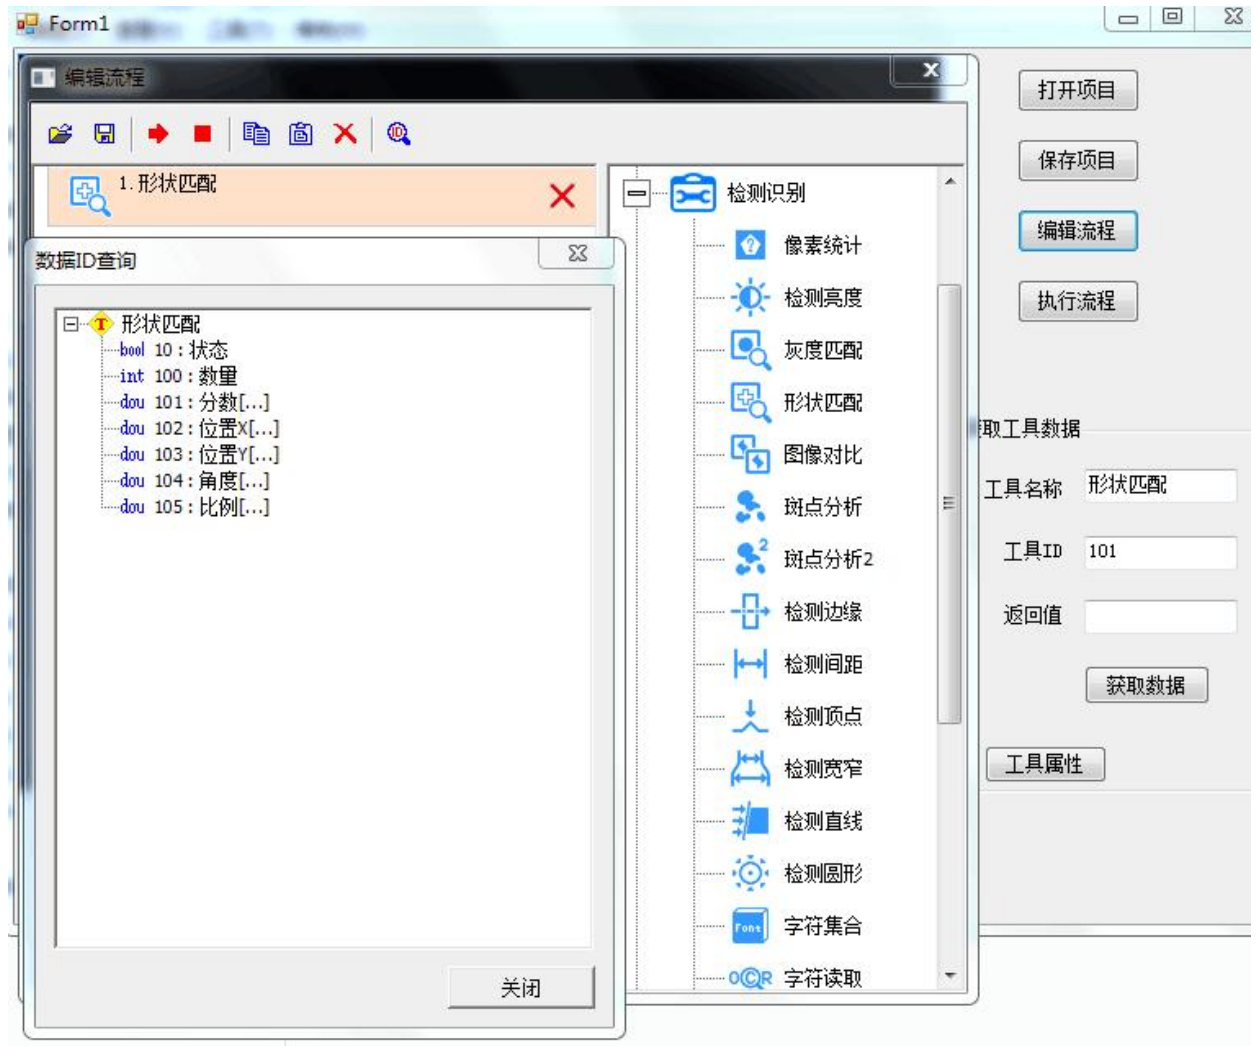 Form1
编辑流程
1.形状匹配
数据ID查询
形状匹配
bool 10:状态
int 100:数量
dou 101:分数[...]
dou 102:位置X[...]
dou 103:位置Y[...]
dou 104:角度[...]
dou 105:比例[...]
关闭
检测识别
像素统计
检测亮度
灰度匹配
形状匹配
图像对比
斑点分析
斑点分析2
检测边缘
检测间距
检测顶点
检测宽窄
检测直线
检测圆形
Font 字符集合
OCR 字符读取
打开项目
保存项目
编辑流程
执行流程
取工具数据
工具名称 形状匹配
工具ID 101
返回值
获取数据
工具属性